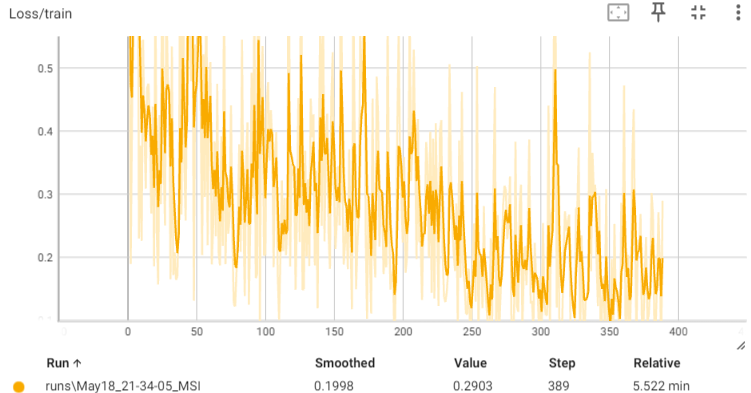 Loss/train
0.5
0.4
0.3
0.2
0 50 100 150 200 250 300 350 400
Run ↑ Smoothed Value Step Relative
runs\May18_21-34-05_MSI 0.1998 0.2903 389 5.522 min